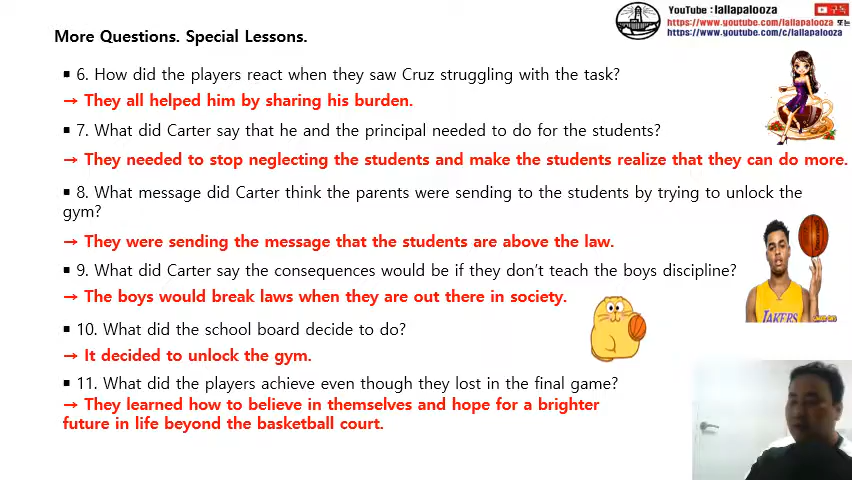 YouTube : lallapalooza
구독
https://www.youtube.com/lallapalooza 또는
https://www.youtube.com/c/lallapalooza
More Questions. Special Lessons.
▪ 6. How did the players react when they saw Cruz struggling with the task?
→ They all helped him by sharing his burden.
▪ 7. What did Carter say that he and the principal needed to do for the students?
→ They needed to stop neglecting the students and make the students realize that they can do more.
▪ 8. What message did Carter think the parents were sending to the students by trying to unlock the
gym?
→ They were sending the message that the students are above the law.
▪ 9. What did Carter say the consequences would be if they don’t teach the boys discipline?
→ The boys would break laws when they are out there in society.
▪ 10. What did the school board decide to do?
→ It decided to unlock the gym.
▪ 11. What did the players achieve even though they lost in the final game?
→ They learned how to believe in themselves and hope for a brighter
future in life beyond the basketball court.
LAKERS